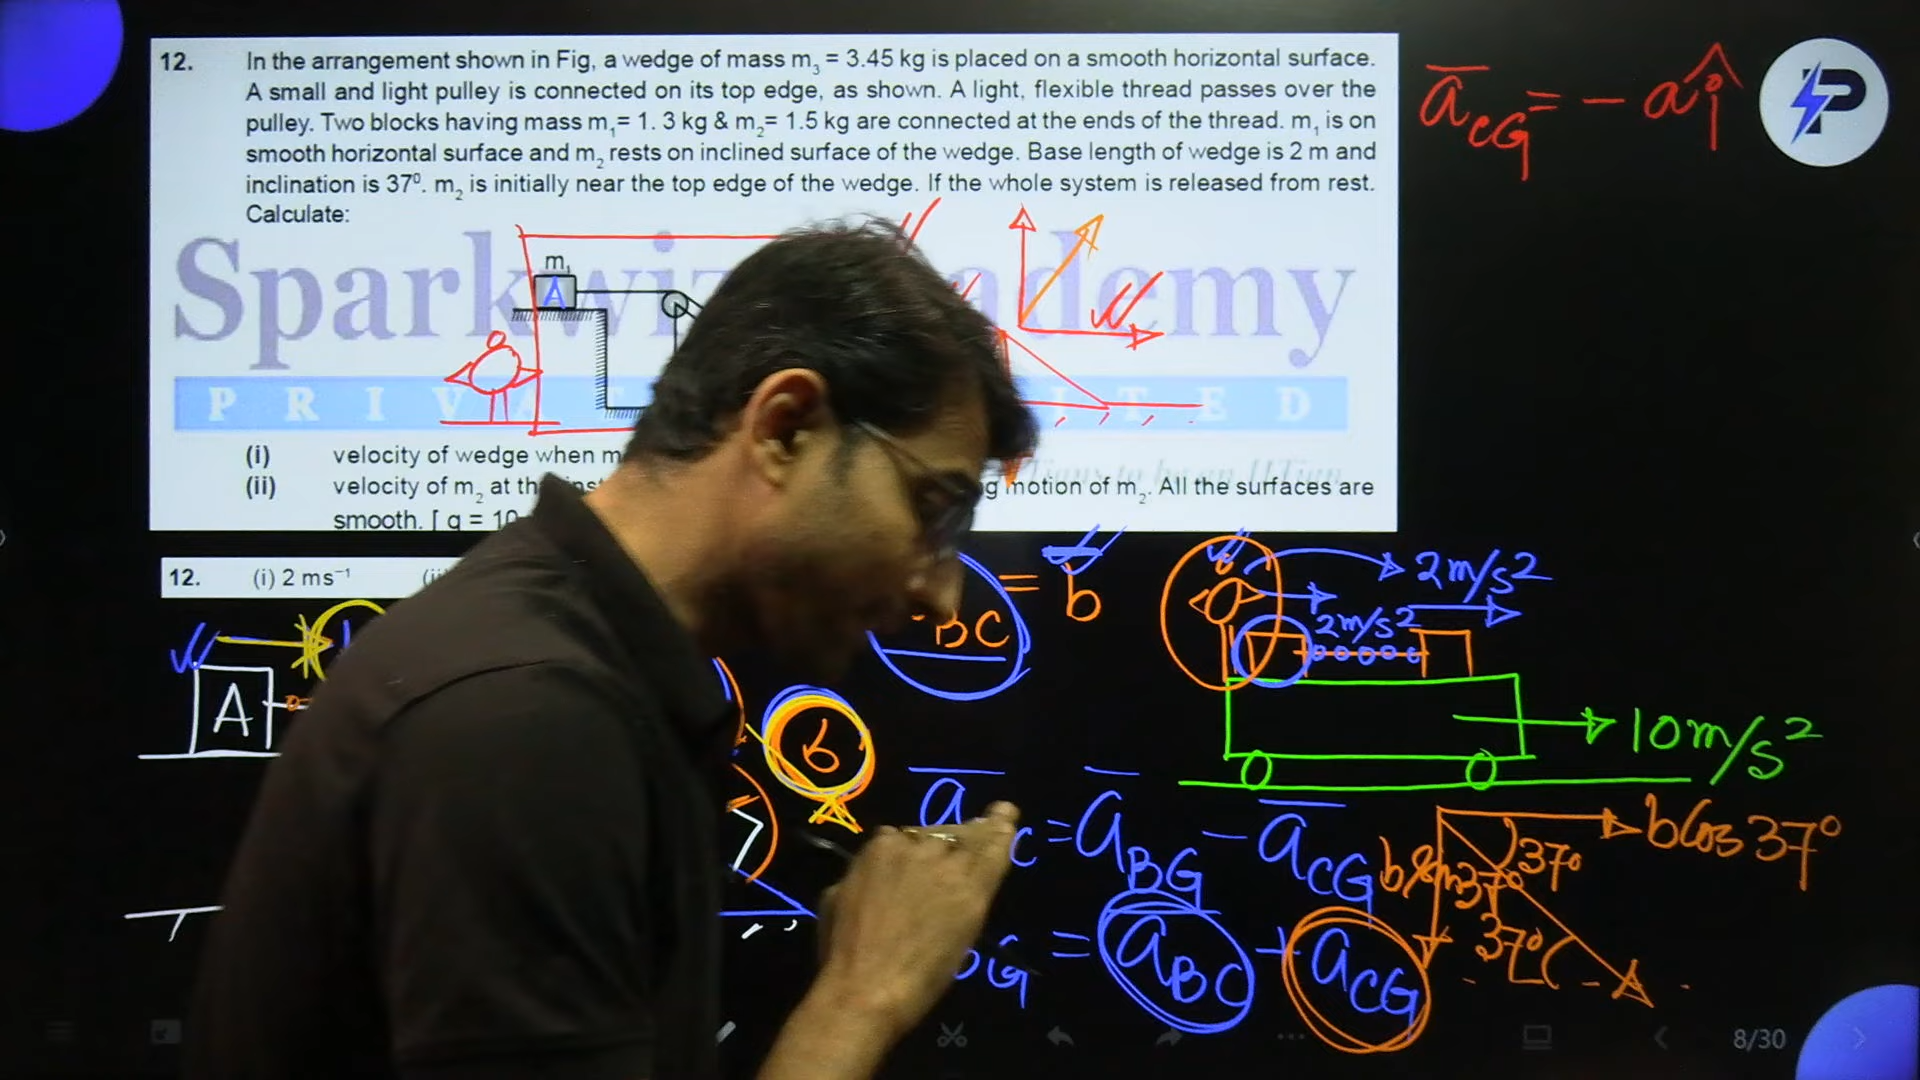 12. In the arrangement shown in Fig, a wedge of mass m₃ = 3.45 kg is placed on a smooth horizontal surface.
A small and light pulley is connected on its top edge, as shown. A light, flexible thread passes over the
pulley. Two blocks having mass m₁= 1. 3 kg & m₂= 1.5 kg are connected at the ends of the thread. m₁ is on
smooth horizontal surface and m₂ rests on inclined surface of the wedge. Base length of wedge is 2 m and
inclination is 37⁰. m₂ is initially near the top edge of the wedge. If the whole system is released from rest.
Calculate:
a̅CG = - a î
P
m₁
A
PRIV
ITED
(i) velocity of wedge when m
(ii) velocity of m₂ at th
g motion of m₂. All the surfaces are
smooth. [ g = 10
12. (i) 2 ms⁻¹
BC = b
2m/s²
2m/s²
A
b
10m/s²
a̅ C = a̅BG - a̅CG
bCos37°
37°
bSin37°
37°
G = aBC + aCG
8/30